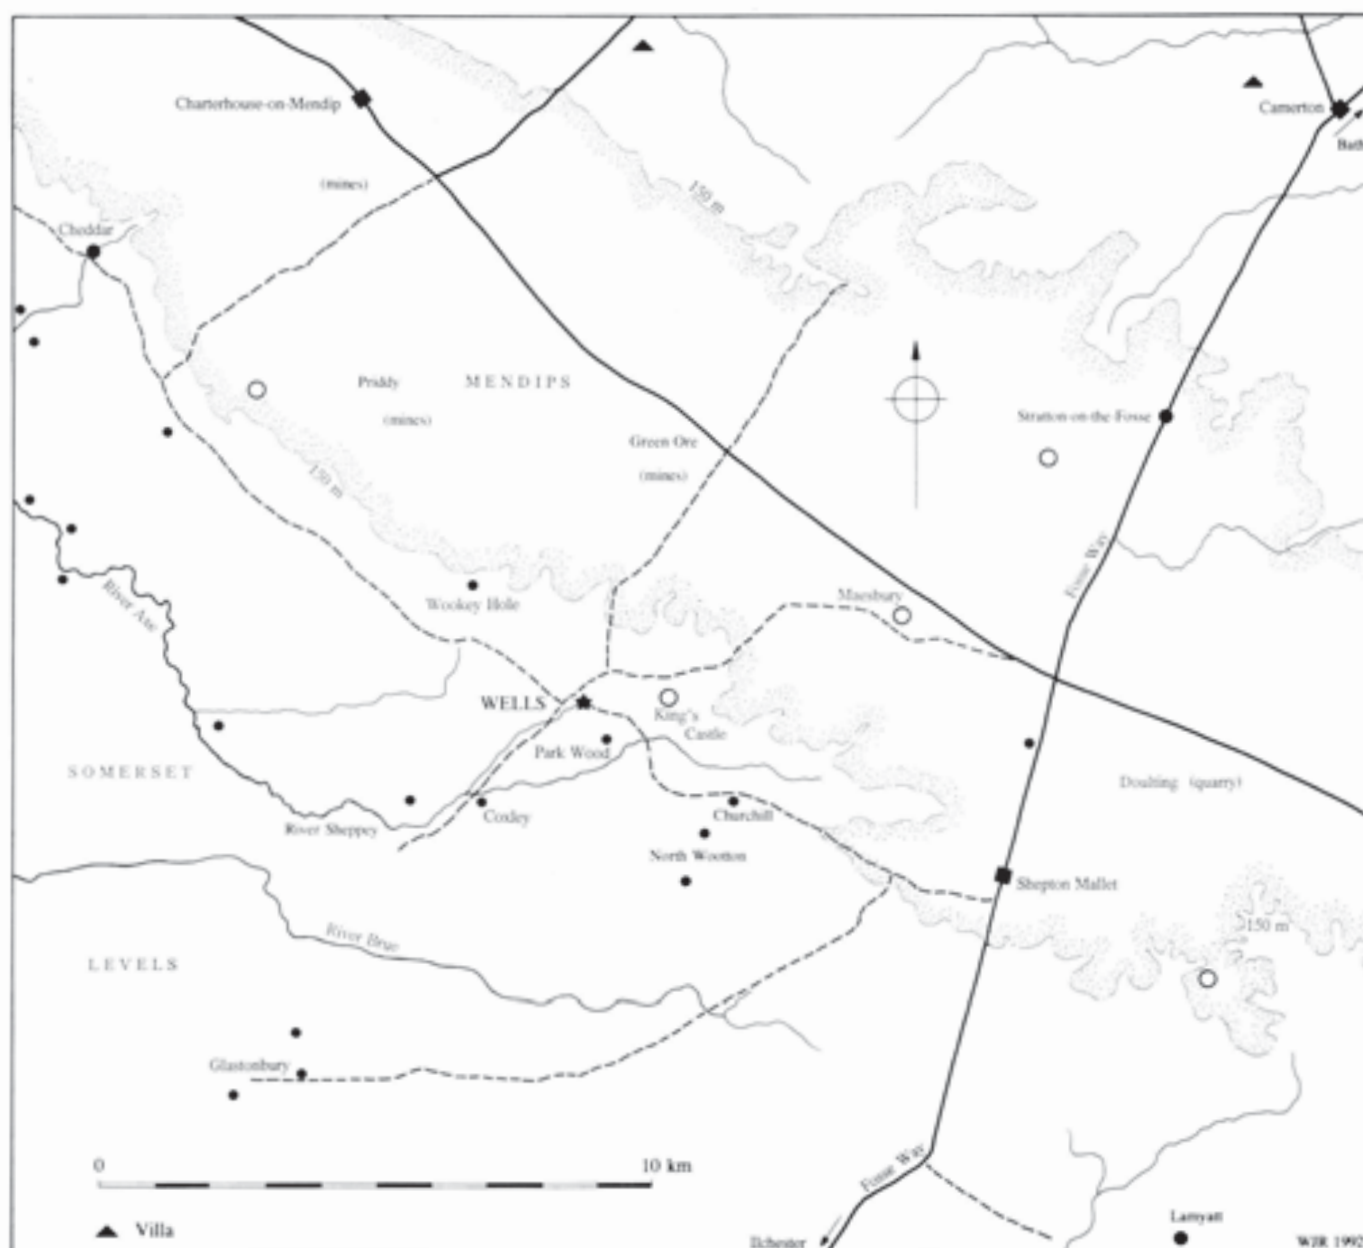 Charterhouse-on-Mendip
Camerton
Bath
(mines)
150 m
Cheddar
Priddy
MENDIPS
(mines)
Stratton-on-the-Fosse
Green Ore
(mines)
150 m
Fosse Way
River Axe
Wookey Hole
Maesbury
WELLS
King's
Castle
Park Wood
SOMERSET
Doulting (quarry)
Coxley
Churchill
River Sheppey
North Wootton
Shepton Mallet
150 m
River Brue
LEVELS
Glastonbury
0 10 km
Fosse Way
Villa
Lamyatt
Ilchester
WJR 1992